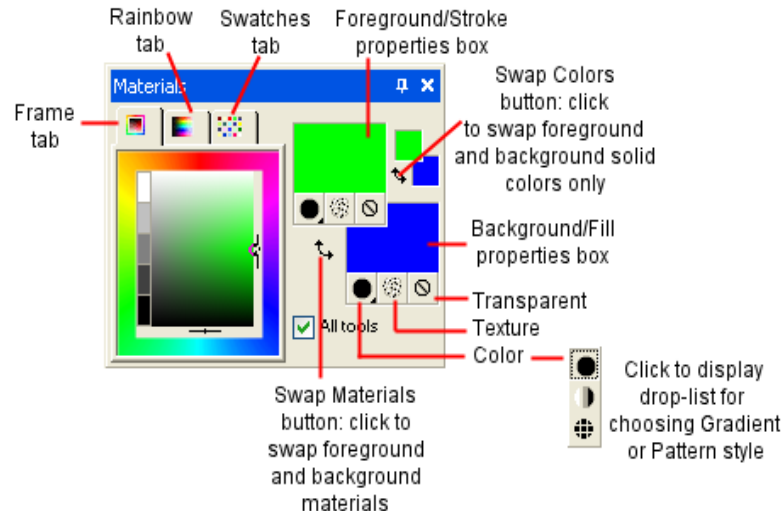 Rainbow
tab
Swatches
tab
Foreground/Stroke
properties box
Materials
Frame
tab
Swap Colors
button: click
to swap foreground
and background solid
colors only
Background/Fill
properties box
Transparent
Texture
Color
All tools
Swap Materials
button: click to
swap foreground
and background
materials
Click to display
drop-list for
choosing Gradient
or Pattern style